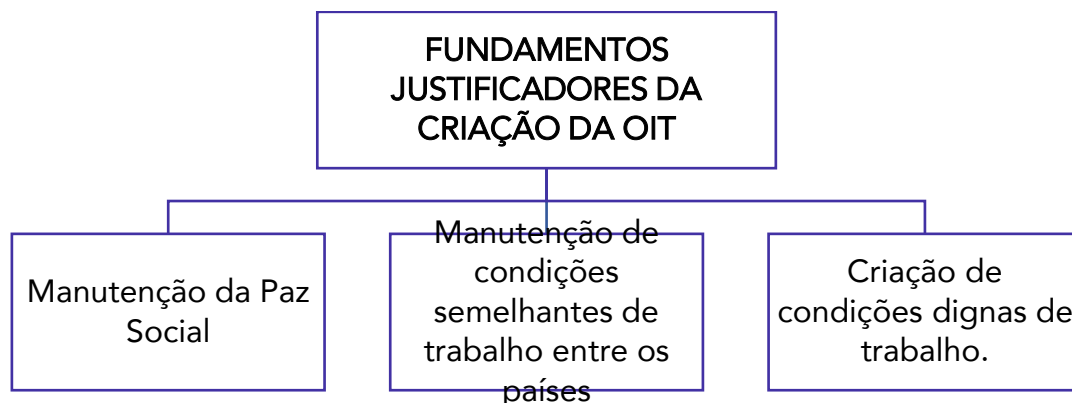 FUNDAMENTOS
JUSTIFICADORES DA
CRIAÇÃO DA OIT
Manutenção da Paz
Social
Manutenção de
condições
semelhantes de
trabalho entre os
países
Criação de
condições dignas de
trabalho.